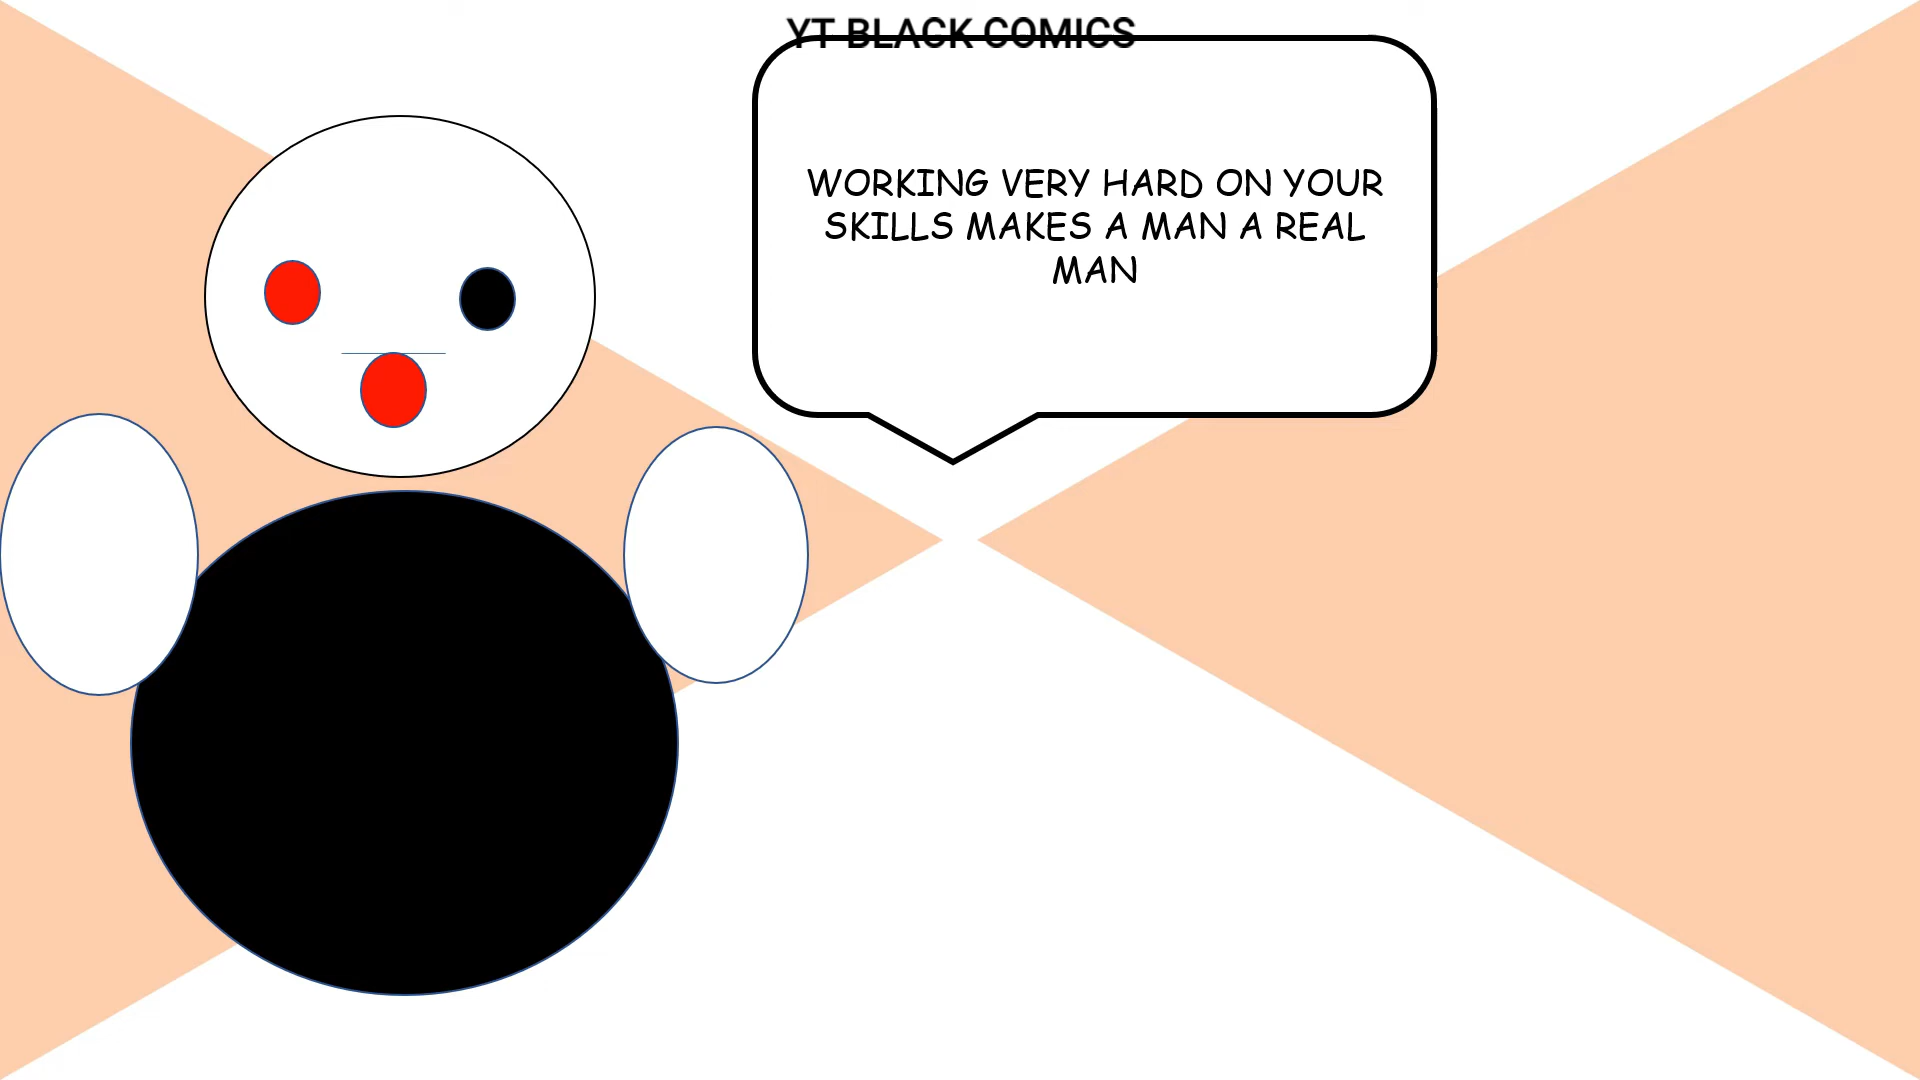 YT BLACK COMICS
WORKING VERY HARD ON YOUR
SKILLS MAKES A MAN A REAL
MAN